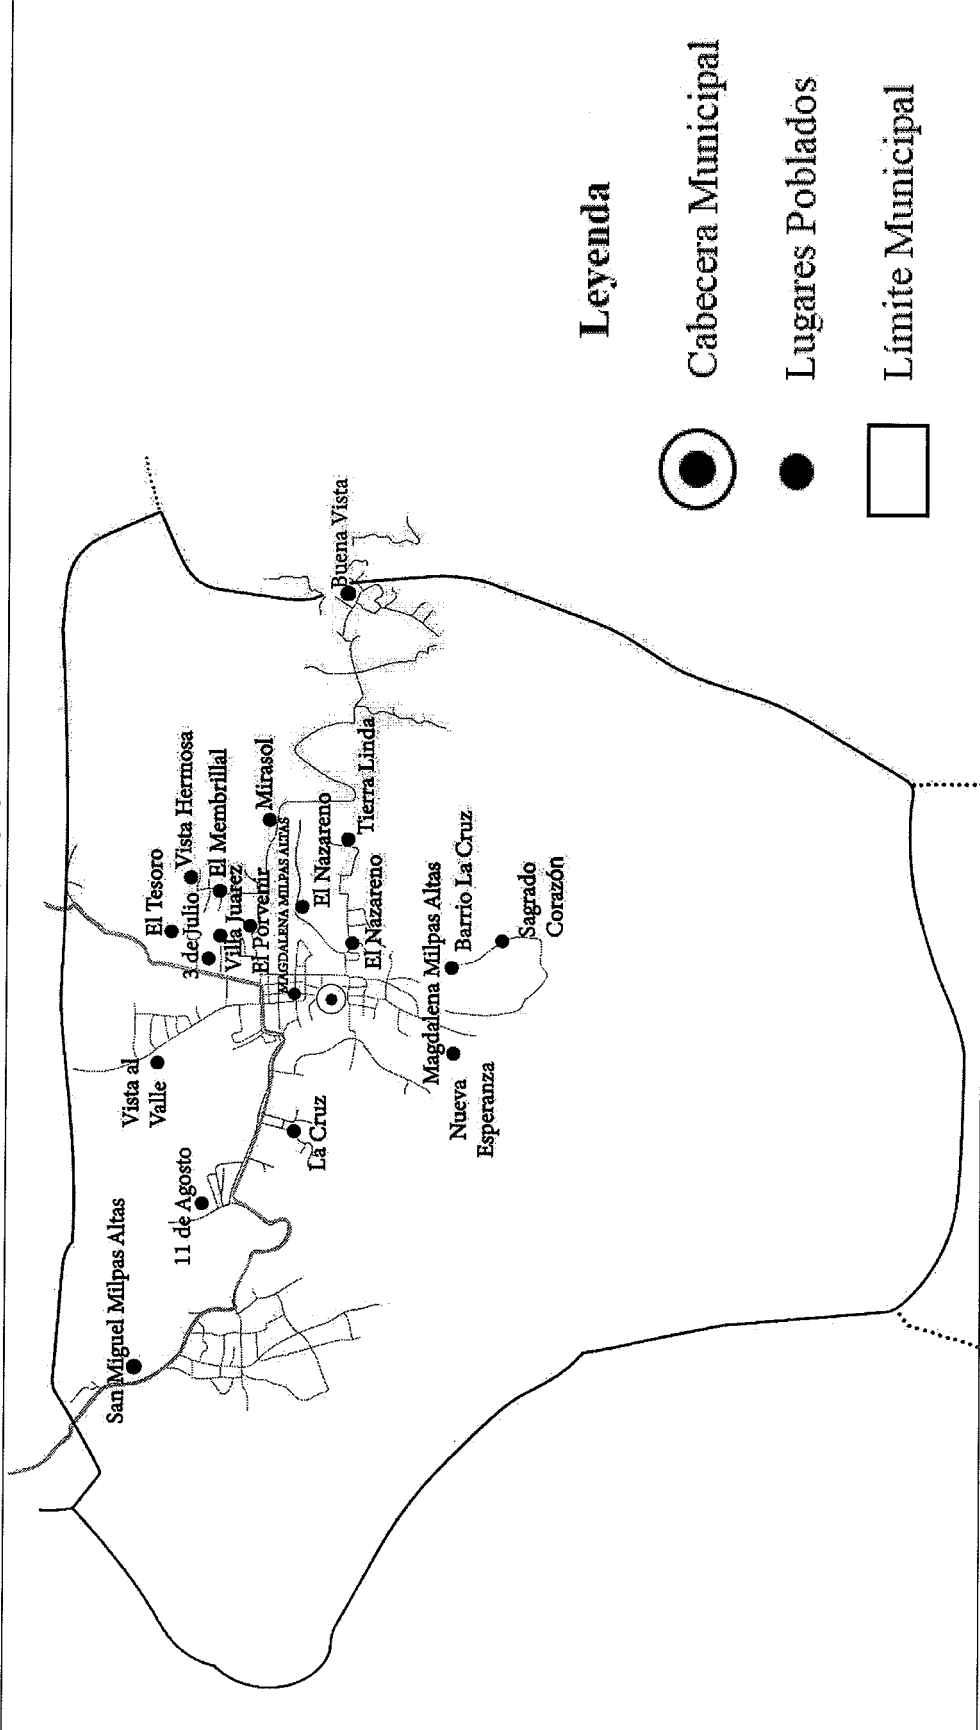 San Miguel Milpas Altas
11 de Agosto
Vista al
Valle
La Cruz
El Tesoro
3 de Julio
Vista Hermosa
Villa Juarez
El Membrillal
El Porvenir
Mirasol
MAGDALENA MILPAS ALTAS
El Nazareno
El Nazareno
Tierra Linda
Buena Vista
Magdalena Milpas Altas
Nueva
Esperanza
Barrio La Cruz
Sagrado
Corazón
Leyenda
Cabecera Municipal
Lugares Poblados
Límite Municipal